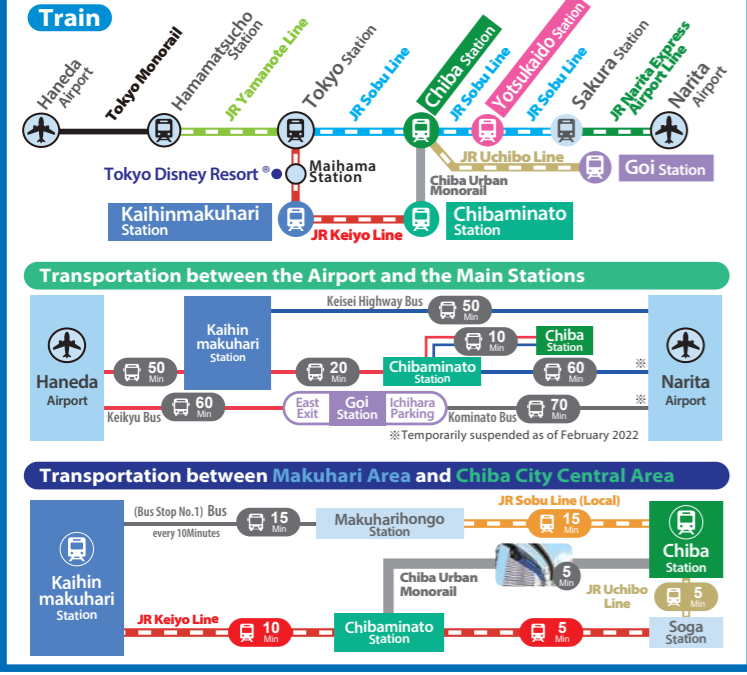 Train
Haneda
Airport
Tokyo Monorail
Hamamatsucho
Station
JR Yamanote Line
Tokyo Station
JR Sobu Line
Chiba Station
JR Sobu Line
Yotsukaido Station
JR Sobu Line
Sakura Station
JR Narita Express
Airport Line
Narita
Airport
Tokyo Disney Resort ®
Maihama
Station
JR Uchibo Line
Goi Station
Chiba Urban
Monorail
Kaihinmakuhari
Station
JR Keiyo Line
Chibaminato
Station
Transportation between the Airport and the Main Stations
Keisei Highway Bus
50
Min
Haneda
Airport
50
Min
Kaihin
makuhari
Station
20
Min
Chibaminato
Station
10
Min
Chiba
Station
60
Min
※
Narita
Airport
Keikyu Bus
60
Min
East
Exit
Goi
Station
Ichihara
Parking
Kominato Bus
70
Min
※
※Temporarily suspended as of February 2022
Transportation between Makuhari Area and Chiba City Central Area
Kaihin
makuhari
Station
(Bus Stop No.1) Bus
every 10Minutes
15
Min
Makuharihongo
Station
JR Sobu Line (Local)
15
Min
Chiba
Station
Chiba Urban
Monorail
5
Min
JR Uchibo
Line
5
Min
JR Keiyo Line
10
Min
Chibaminato
Station
5
Min
Soga
Station